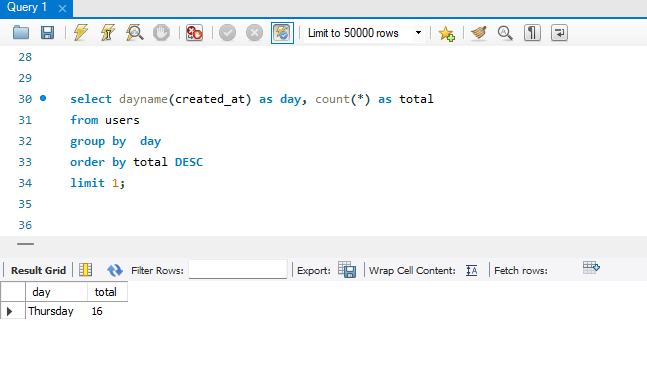 Query 1
Limit to 50000 rows
28
29
30 select dayname(created_at) as day, count(*) as total
31 from users
32 group by  day
33 order by total DESC
34 limit 1;
35
36
Result Grid Filter Rows: Export: Wrap Cell Content: Fetch rows:
day total
Thursday 16